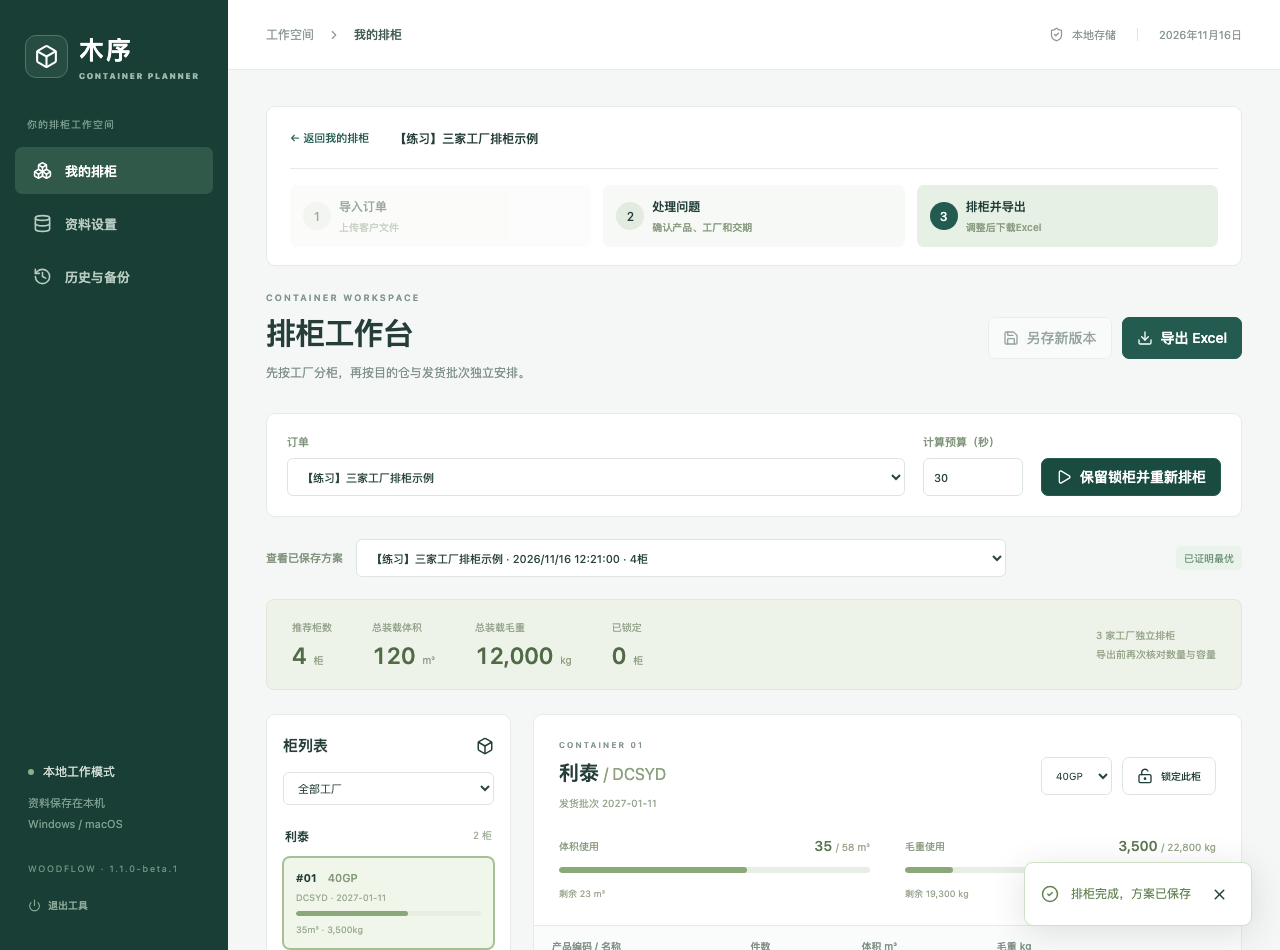 木序
CONTAINER PLANNER
你的排柜工作空间
我的排柜
资料设置
历史与备份
本地工作模式
资料保存在本机
Windows / macOS
WOODFLOW · 1.1.0-beta.1
退出工具
工作空间 > 我的排柜
本地存储
2026年11月16日
← 返回我的排柜
【练习】三家工厂排柜示例
1
导入订单
上传客户文件
2
处理问题
确认产品、工厂和交期
3
排柜并导出
调整后下载Excel
CONTAINER WORKSPACE
排柜工作台
先按工厂分柜，再按目的仓与发货批次独立安排。
另存新版本
导出 Excel
订单
【练习】三家工厂排柜示例
计算预算（秒）
30
保留锁柜并重新排柜
查看已保存方案
【练习】三家工厂排柜示例 · 2026/11/16 12:21:00 · 4柜
已证明最优
推荐柜数
4 柜
总装载体积
120 m³
总装载毛重
12,000 kg
已锁定
0 柜
3 家工厂独立排柜
导出前再次核对数量与容量
柜列表
全部工厂
利泰
2 柜
#01 40GP
DCSYD · 2027-01-11
35m³ · 3,500kg
CONTAINER 01
利泰 / DCSYD
发货批次 2027-01-11
40GP
锁定此柜
体积使用
35 / 58 m³
剩余 23 m³
毛重使用
3,500 / 22,800 kg
剩余 19,300 kg
产品编码 / 名称
件数
体积 m³
毛重 kg
排柜完成，方案已保存